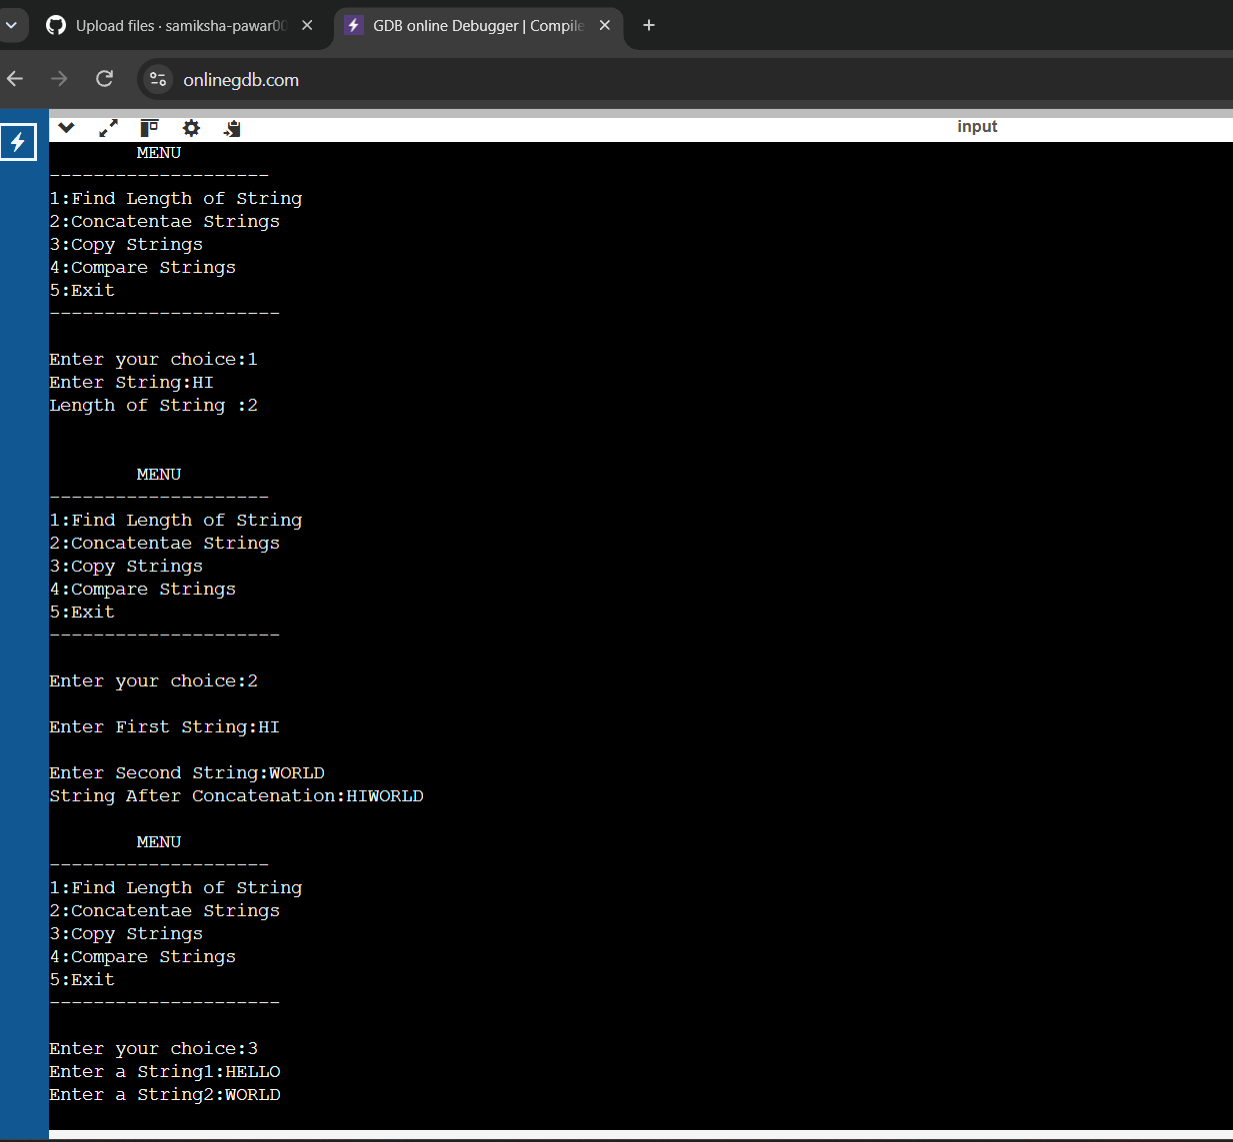 Upload files · samiksha-pawar00
GDB online Debugger | Compile
onlinegdb.com
input
MENU
--------------------
1:Find Length of String
2:Concatentae Strings
3:Copy Strings
4:Compare Strings
5:Exit
---------------------
Enter your choice:1
Enter String:HI
Length of String :2
MENU
--------------------
1:Find Length of String
2:Concatentae Strings
3:Copy Strings
4:Compare Strings
5:Exit
---------------------
Enter your choice:2
Enter First String:HI
Enter Second String:WORLD
String After Concatenation:HIWORLD
MENU
--------------------
1:Find Length of String
2:Concatentae Strings
3:Copy Strings
4:Compare Strings
5:Exit
---------------------
Enter your choice:3
Enter a String1:HELLO
Enter a String2:WORLD